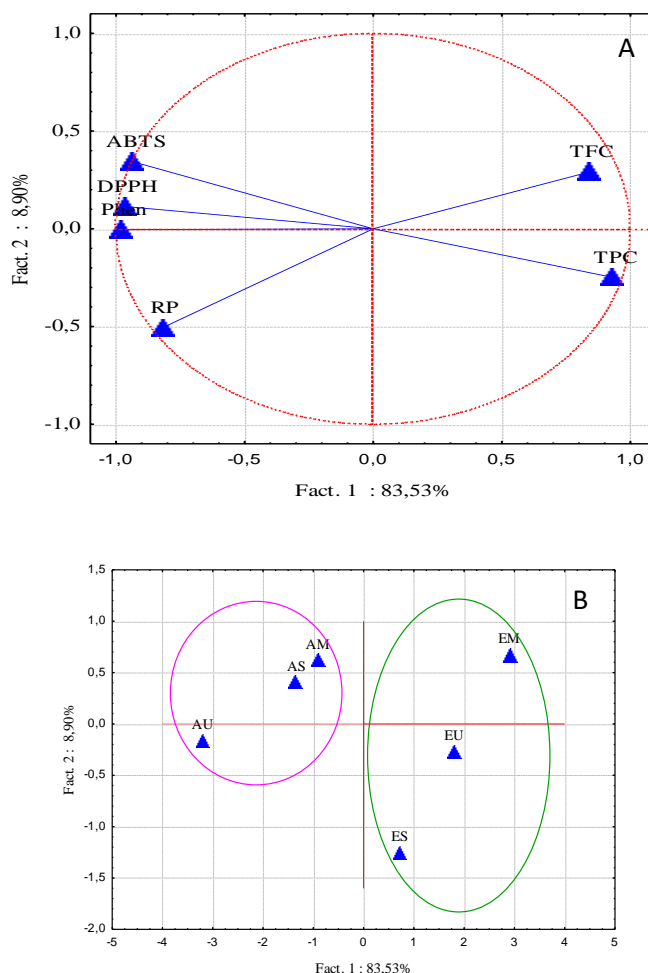 A
1,0
ABTS
0,5
TFC
DPPH
Phen
0,0
TPC
RP
-0,5
-1,0
-1,0 -0,5 0,0 0,5 1,0
Fact. 2 : 8,90%
Fact. 1 : 83,53%
B
1,5
1,0
EM
AM
0,5
AS
0,0
AU
EU
-0,5
-1,0
ES
-1,5
-2,0
-5 -4 -3 -2 -1 0 1 2 3 4 5
Fact. 2 : 8,90%
Fact. 1 : 83,53%